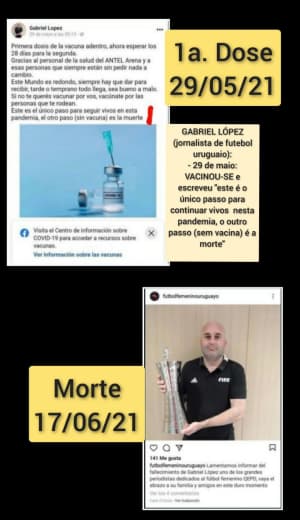 Gabriel Lopez
Primera dosis de la vacuna adentro, ahora esperar los
28 días para la segunda.
Gracias al personal de la salud del ANTEL Arena y a
esas personas que siempre están sin pedir nada a
cambio.
Este Mundo es redondo, siempre hay que dar para
recibir, tarde o temprano todo llega, sea bueno a malo.
Si no te querés vacunar por vos, vacúnate por las
personas que te rodean.
Este es el único paso para seguir vivos en esta
pandemia, el otro paso (sin vacuna) es la muerte
Visita el Centro de información sobre
COVID-19 para acceder a recursos sobre
vacunas.
Ver información sobre las vacunas
1a. Dose
29/05/21
GABRIEL LÓPEZ
(jornalista de futebol
uruguaio):
- 29 de maio:
VACINOU-SE e
escreveu "este é o
único passo para
continuar vivos nesta
pandemia, o outro
passo (sem vacina) é a
morte"
Morte
17/06/21
futbolfemeninouruguayo
FIFA
141 Me gusta
futbolfemeninouruguayo Lamentamos informar del
fallecimiento de Gabriel López uno de los grandes
periodistas dedicados al fútbol femenino QEPD, vaya el
abrazo a su familia y amigos en este duro momento
Ver los 4 comentarios